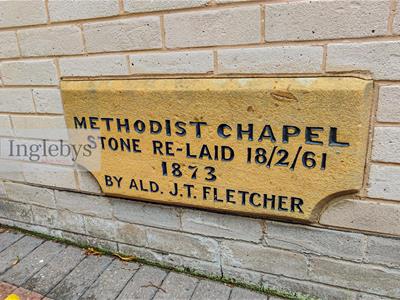 METHODIST CHAPEL
STONE RE-LAID 18/2/61
1873
BY ALD. J.T. FLETCHER
Inglebys